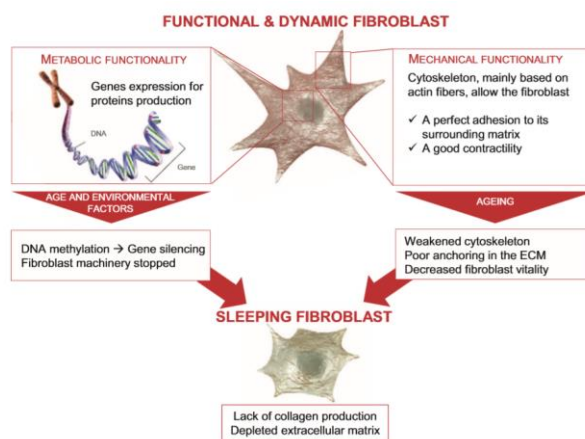 FUNCTIONAL & DYNAMIC FIBROBLAST
METABOLIC FUNCTIONALITY
Genes expression for
proteins production
DNA
Gene
MECHANICAL FUNCTIONALITY
Cytoskeleton, mainly based on
actin fibers, allow the fibroblast
✓ A perfect adhesion to its
surrounding matrix
✓ A good contractility
AGE AND ENVIRONMENTAL
FACTORS
AGEING
DNA methylation → Gene silencing
Fibroblast machinery stopped
Weakened cytoskeleton
Poor anchoring in the ECM
Decreased fibroblast vitality
SLEEPING FIBROBLAST
Lack of collagen production
Depleted extracellular matrix